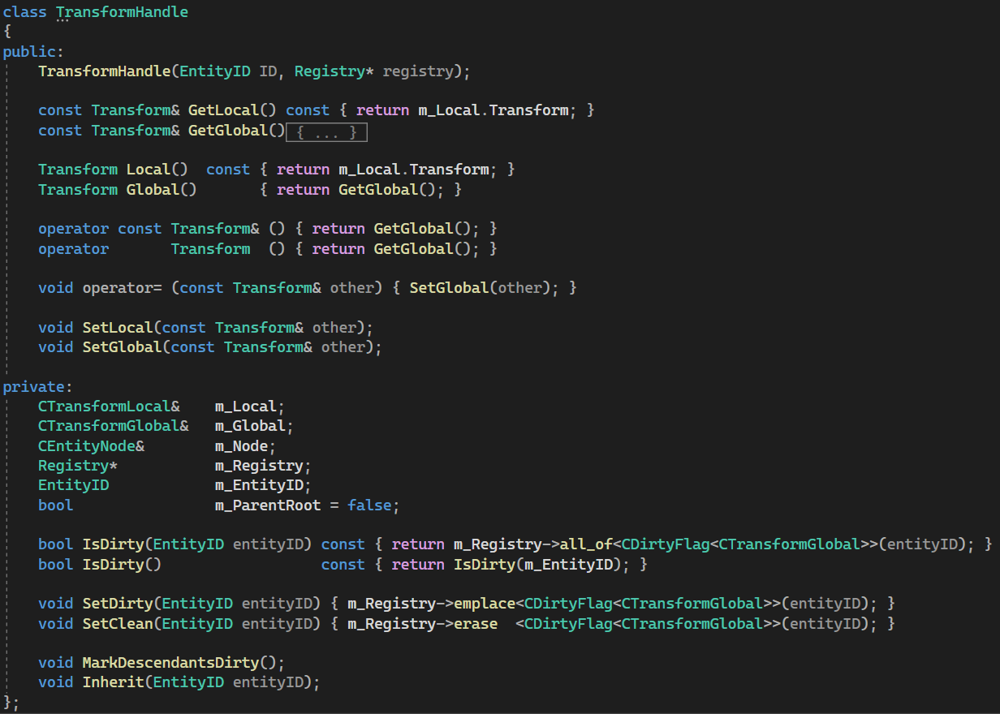 class TransformHandle
{
public:
    TransformHandle(EntityID ID, Registry* registry);
    const Transform& GetLocal() const { return m_Local.Transform; }
    const Transform& GetGlobal(){ ... }
    Transform Local()  const { return m_Local.Transform; }
    Transform Global()       { return GetGlobal(); }
    operator const Transform& () { return GetGlobal(); }
    operator       Transform  () { return GetGlobal(); }
    void operator= (const Transform& other) { SetGlobal(other); }
    void SetLocal(const Transform& other);
    void SetGlobal(const Transform& other);
private:
    CTransformLocal&    m_Local;
    CTransformGlobal&   m_Global;
    CEntityNode&        m_Node;
    Registry*           m_Registry;
    EntityID            m_EntityID;
    bool                m_ParentRoot = false;
    bool IsDirty(EntityID entityID) const { return m_Registry->all_of<CDirtyFlag<CTransformGlobal>>(entityID); }
    bool IsDirty()                  const { return IsDirty(m_EntityID); }
    void SetDirty(EntityID entityID) { m_Registry->emplace<CDirtyFlag<CTransformGlobal>>(entityID); }
    void SetClean(EntityID entityID) { m_Registry->erase  <CDirtyFlag<CTransformGlobal>>(entityID); }
    void MarkDescendantsDirty();
    void Inherit(EntityID entityID);
};